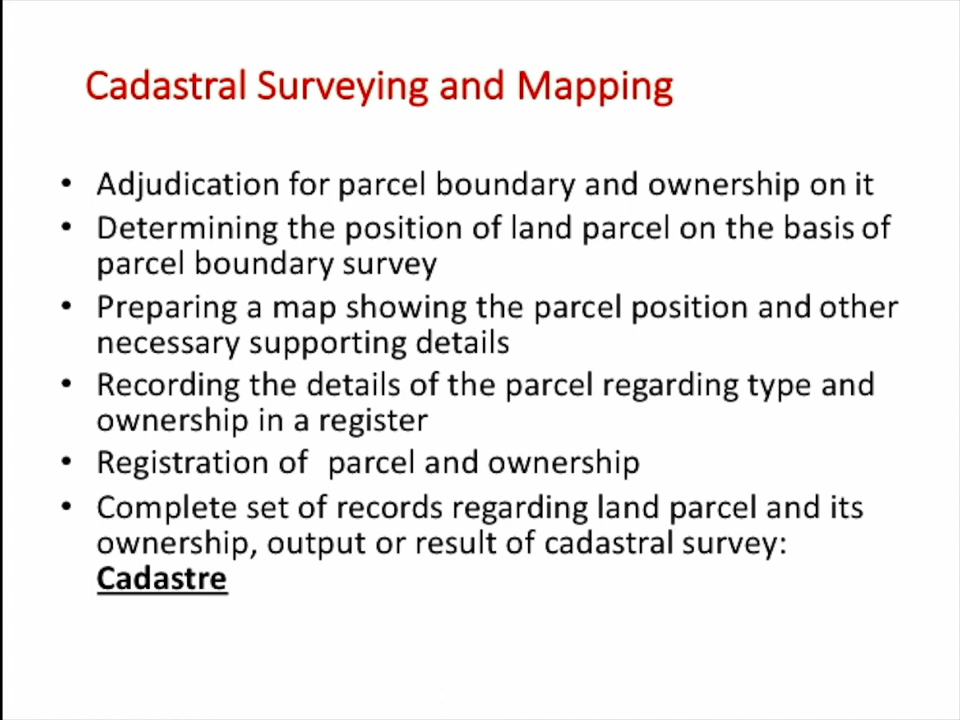 Cadastral Surveying and Mapping
• Adjudication for parcel boundary and ownership on it
• Determining the position of land parcel on the basis of
parcel boundary survey
• Preparing a map showing the parcel position and other
necessary supporting details
• Recording the details of the parcel regarding type and
ownership in a register
• Registration of parcel and ownership
• Complete set of records regarding land parcel and its
ownership, output or result of cadastral survey:
Cadastre